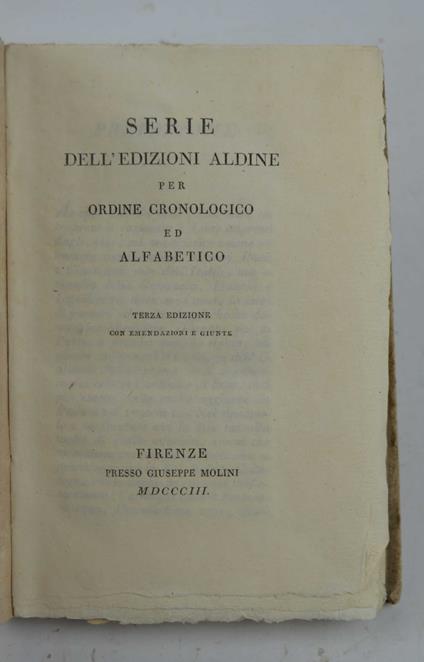 SERIE
DELL'EDIZIONI ALDINE
PER
ORDINE CRONOLOGICO
ED
ALFABETICO
TERZA EDIZIONE
CON EMENDAZIONI E GIUNTE
FIRENZE
PRESSO GIUSEPPE MOLINI
MDCCCIII.